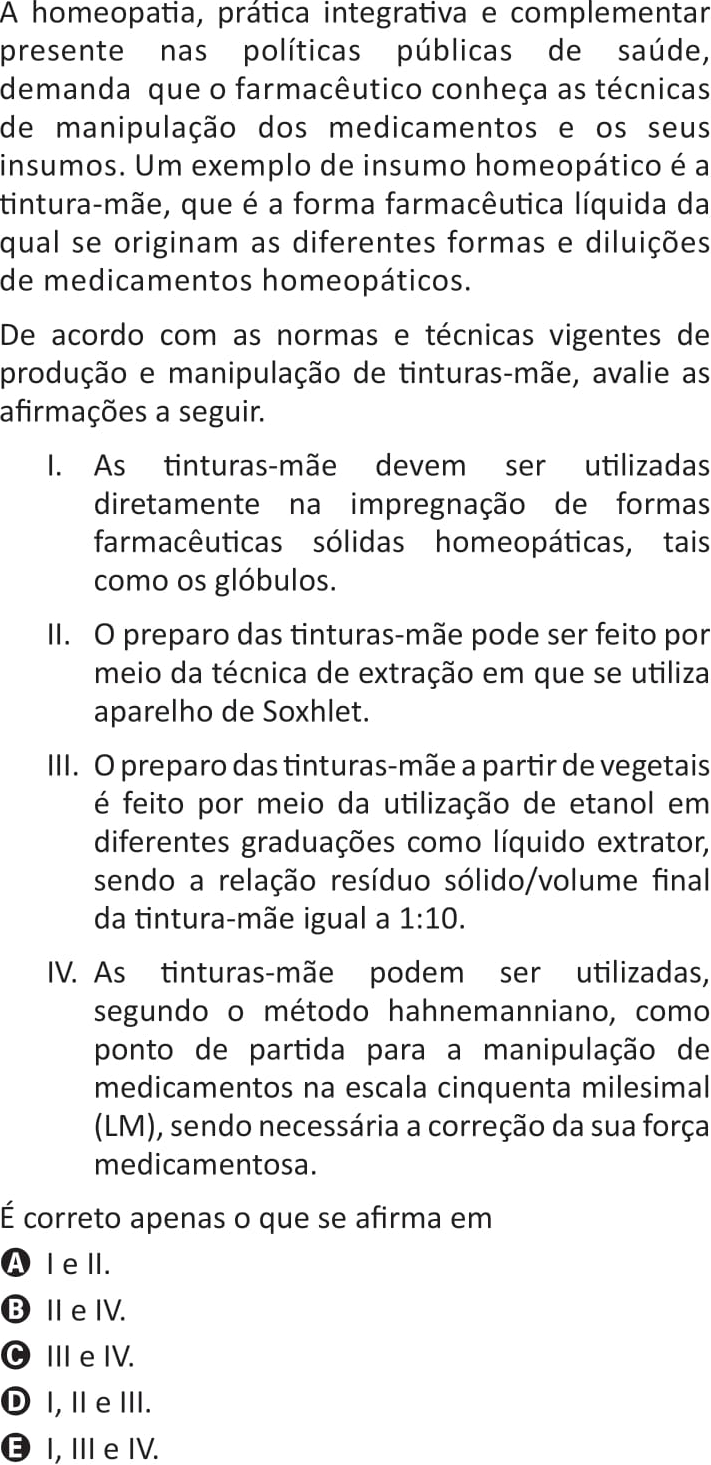 A homeopatia, prática integrativa e complementar
presente nas políticas públicas de saúde,
demanda que o farmacêutico conheça as técnicas
de manipulação dos medicamentos e os seus
insumos. Um exemplo de insumo homeopático é a
tintura-mãe, que é a forma farmacêutica líquida da
qual se originam as diferentes formas e diluições
de medicamentos homeopáticos.
De acordo com as normas e técnicas vigentes de
produção e manipulação de tinturas-mãe, avalie as
afirmações a seguir.
I. As tinturas-mãe devem ser utilizadas
diretamente na impregnação de formas
farmacêuticas sólidas homeopáticas, tais
como os glóbulos.
II. O preparo das tinturas-mãe pode ser feito por
meio da técnica de extração em que se utiliza
aparelho de Soxhlet.
III. O preparo das tinturas-mãe a partir de vegetais
é feito por meio da utilização de etanol em
diferentes graduações como líquido extrator,
sendo a relação resíduo sólido/volume final
da tintura-mãe igual a 1:10.
IV. As tinturas-mãe podem ser utilizadas,
segundo o método hahnemanniano, como
ponto de partida para a manipulação de
medicamentos na escala cinquenta milesimal
(LM), sendo necessária a correção da sua força
medicamentosa.
É correto apenas o que se afirma em
A I e II.
B II e IV.
C III e IV.
D I, II e III.
E I, III e IV.